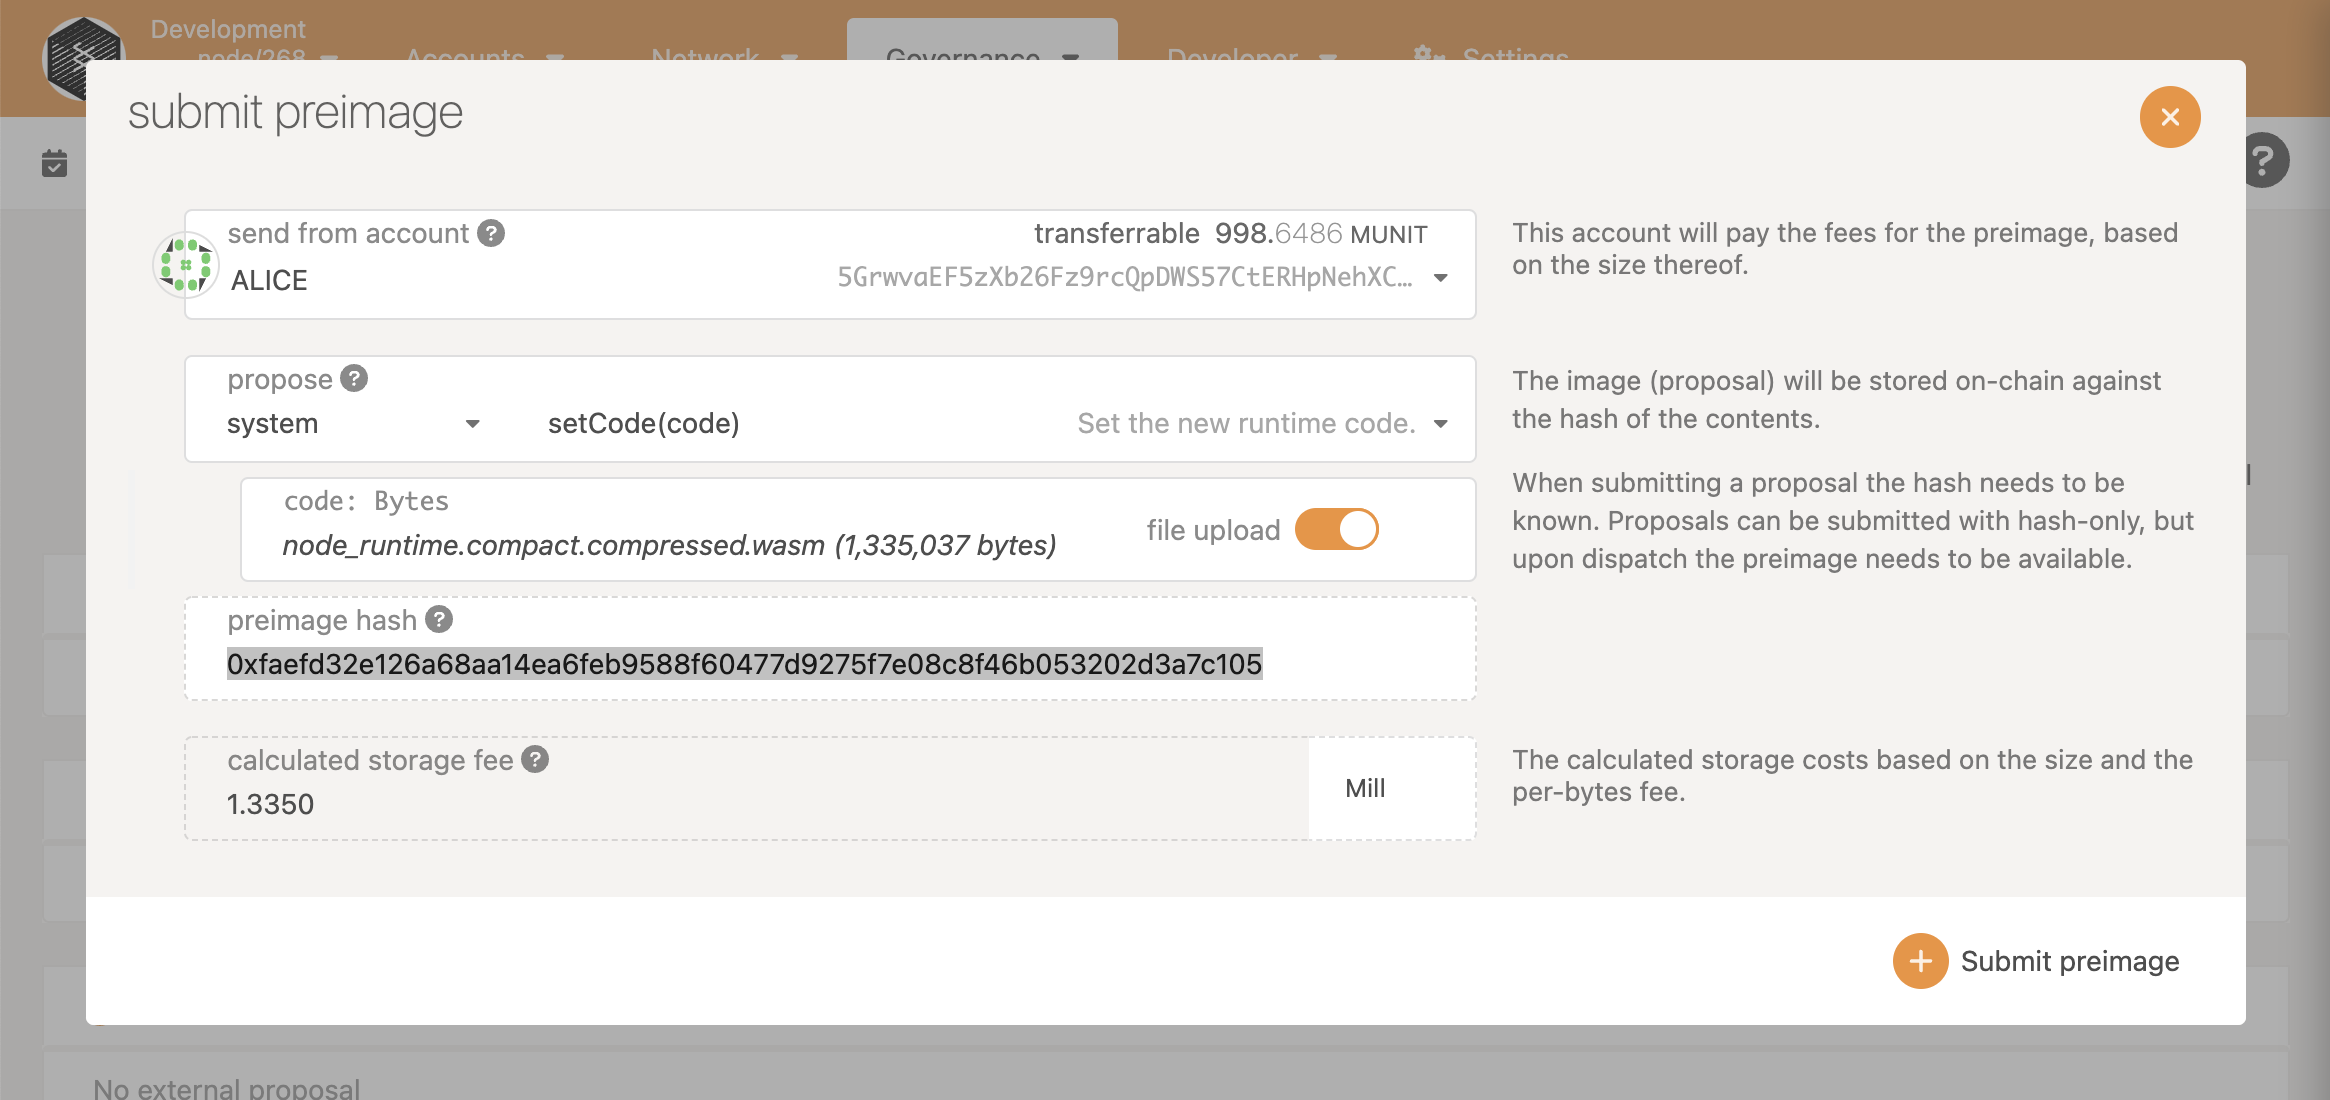 Development
node/268 Accounts Network Governance Developer Settings
submit preimage
send from account
transferrable 998.6486 MUNIT
ALICE
5GrwvaEF5zXb26Fz9rcQpDWS57CtERHpNehXC…
This account will pay the fees for the preimage, based
on the size thereof.
propose
system
setCode(code)
Set the new runtime code.
The image (proposal) will be stored on-chain against
the hash of the contents.
code: Bytes
node_runtime.compact.compressed.wasm (1,335,037 bytes)
file upload
When submitting a proposal the hash needs to be
known. Proposals can be submitted with hash-only, but
upon dispatch the preimage needs to be available.
preimage hash
0xfaefd32e126a68aa14ea6feb9588f60477d9275f7e08c8f46b053202d3a7c105
calculated storage fee
1.3350
Mill
The calculated storage costs based on the size and the
per-bytes fee.
Submit preimage
No external proposal